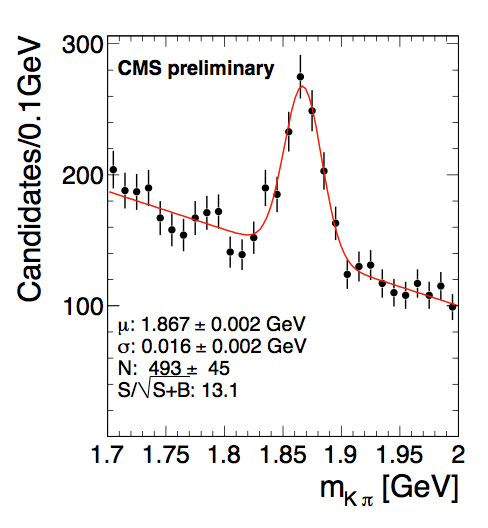 Candidates/0.1GeV
300
200
100
CMS preliminary
μ: 1.867 ± 0.002 GeV
σ: 0.016 ± 0.002 GeV
N: 493 ± 45
S/√S+B: 13.1
1.7 1.75 1.8 1.85 1.9 1.95 2
m_{K π} [GeV]